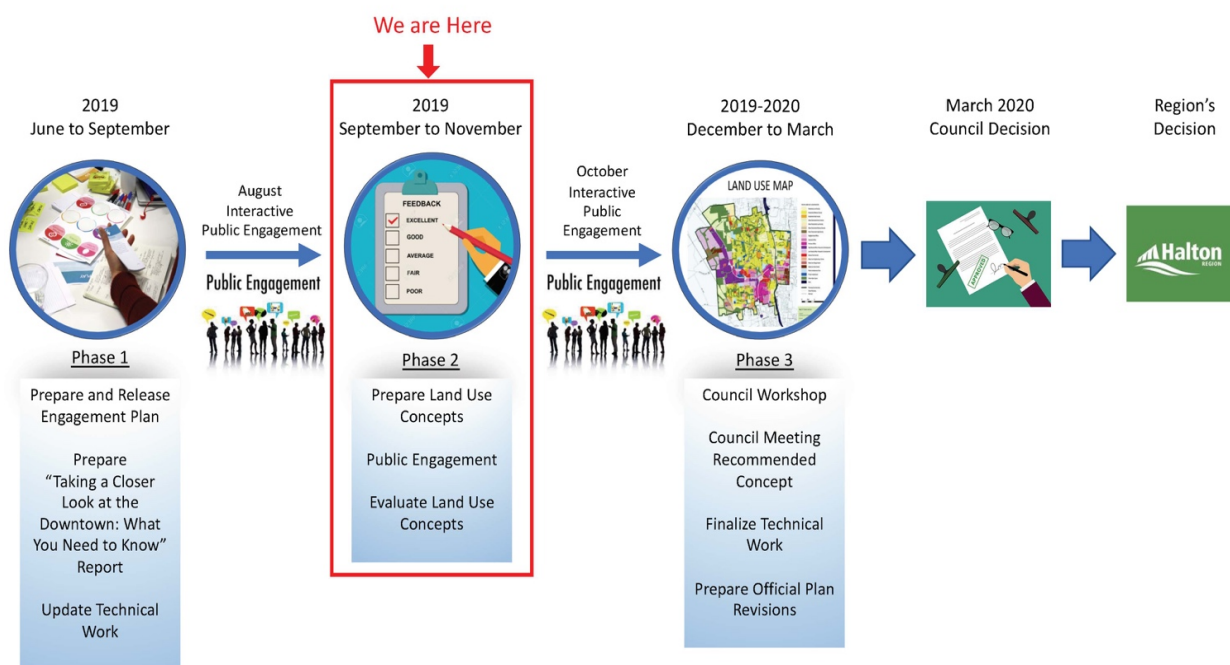 We are Here
2019
June to September
Phase 1
Prepare and Release
Engagement Plan
Prepare
“Taking a Closer
Look at the
Downtown: What
You Need to Know”
Report
Update Technical
Work
August
Interactive
Public Engagement
Public Engagement
2019
September to November
FEEDBACK
EXCELLENT
GOOD
AVERAGE
FAIR
POOR
Phase 2
Prepare Land Use
Concepts
Public Engagement
Evaluate Land Use
Concepts
October
Interactive
Public
Engagement
Public Engagement
2019-2020
December to March
LAND USE MAP
Phase 3
Council Workshop
Council Meeting
Recommended
Concept
Finalize Technical
Work
Prepare Official Plan
Revisions
March 2020
Council Decision
APPROVED
Region’s
Decision
Halton
REGION